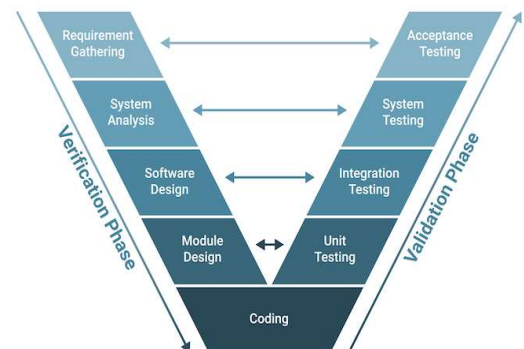 Requirement
Gathering
Acceptance
Testing
System
Analysis
System
Testing
Software
Design
Integration
Testing
Module
Design
Unit
Testing
Coding
Verification Phase
Validation Phase